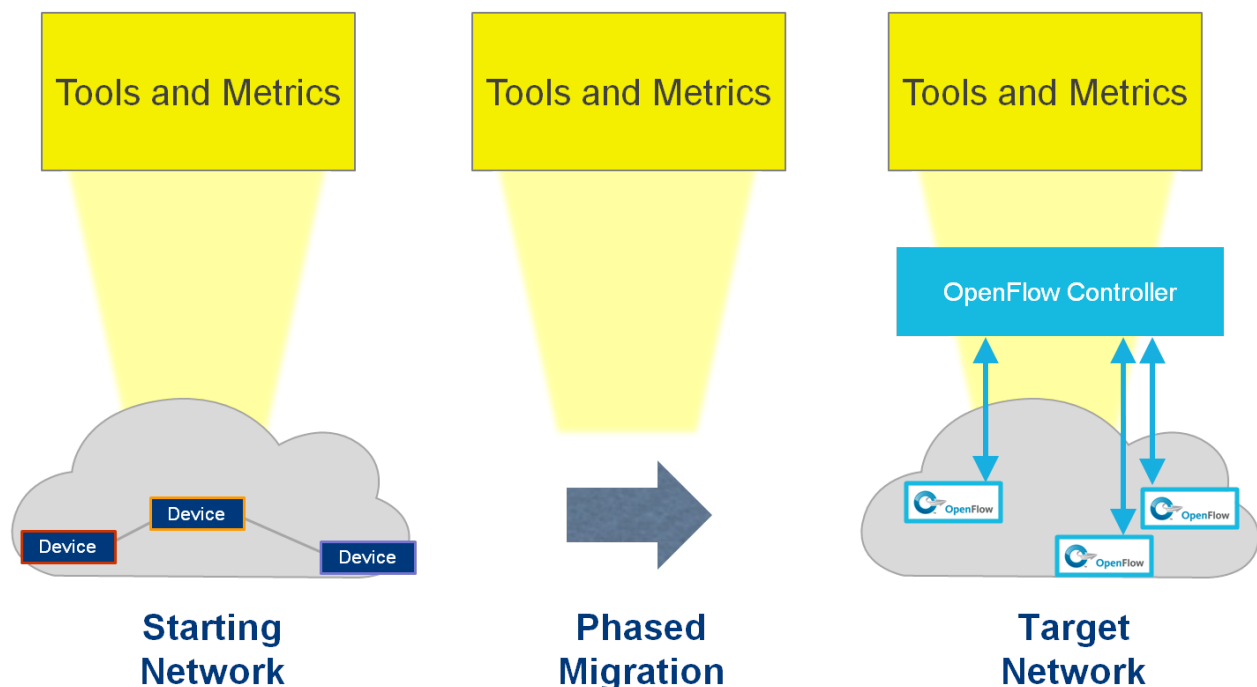 Tools and Metrics
Tools and Metrics
Tools and Metrics
OpenFlow Controller
Device
Device
Device
OpenFlow
OpenFlow
OpenFlow
Starting
Network
Phased
Migration
Target
Network